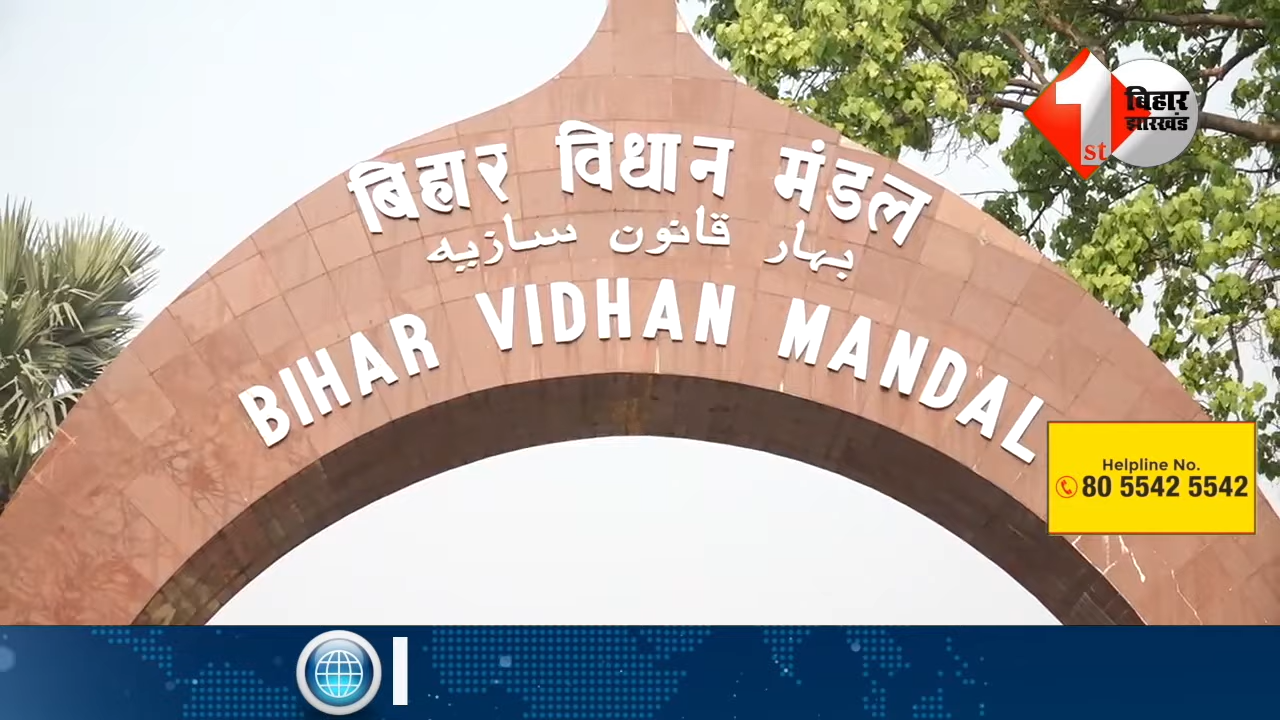 1st
बिहार
झारखंड
बिहार विधान मंडल
بہار قانون سازیہ
BIHAR VIDHAN MANDAL
Helpline No.
80 5542 5542